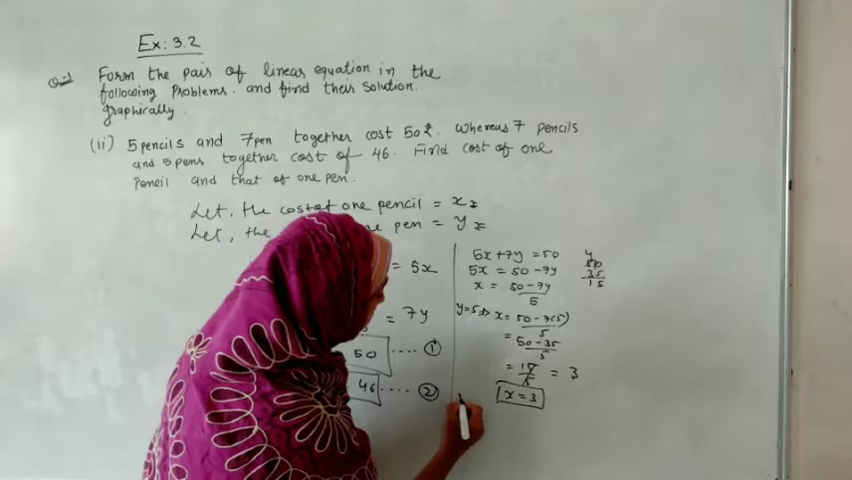 Ex: 3.2
Q-1 Form the pair of linear equation in the
following Problems. and find their solution.
graphically.
(ii) 5 pencils and 7pen together cost 50₹. Whereas 7 pencils
and 5 pens together cost of 46. Find cost of one
Pencil and that of one pen.
Let, the cost of one pencil = x₹
Let, the one pen = y₹
= 5x
= 7y
50 .... ①
46 .... ②
5x+7y = 50
5x = 50-7y
x = 50-7y
5
y
50
35
15
y=5 x = 50-7(5)
5
= 50-35
5
= 15 = 3
5
x = 3